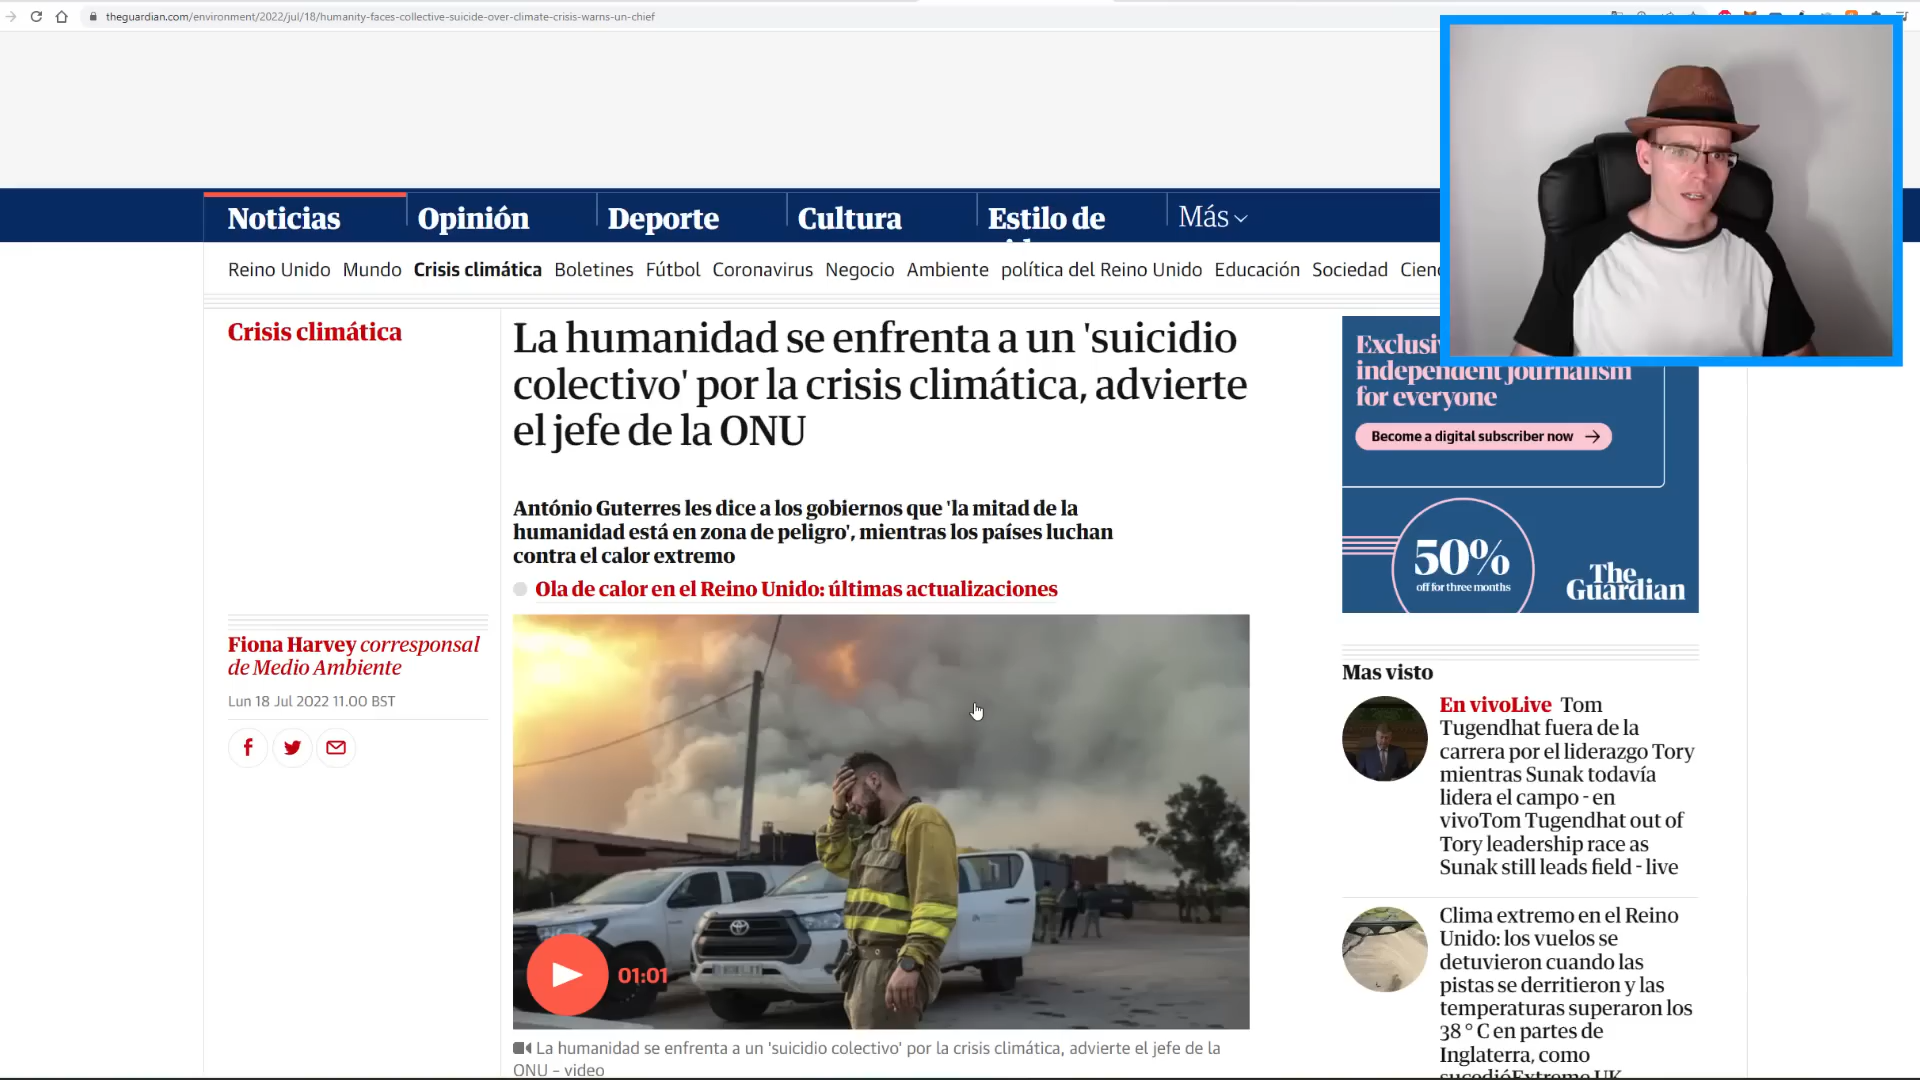 theguardian.com/environment/2022/jul/18/humanity-faces-collective-suicide-over-climate-crisis-warns-un-chief
Noticias
Opinión
Deporte
Cultura
Estilo de
Más
Reino Unido Mundo Crisis climática Boletines Fútbol Coronavirus Negocio Ambiente política del Reino Unido Educación Sociedad
Crisis climática
La humanidad se enfrenta a un 'suicidio
colectivo' por la crisis climática, advierte
el jefe de la ONU
António Guterres les dice a los gobiernos que 'la mitad de la
humanidad está en zona de peligro', mientras los países luchan
contra el calor extremo
Ola de calor en el Reino Unido: últimas actualizaciones
Fiona Harvey corresponsal
de Medio Ambiente
Lun 18 Jul 2022 11.00 BST
01:01
La humanidad se enfrenta a un 'suicidio colectivo' por la crisis climática, advierte el jefe de la
ONU – video
independent journalism
for everyone
Become a digital subscriber now
50%
off for three months
The
Guardian
Mas visto
En vivoLive Tom
Tugendhat fuera de la
carrera por el liderazgo Tory
mientras Sunak todavía
lidera el campo - en
vivoTom Tugendhat out of
Tory leadership race as
Sunak still leads field - live
Clima extremo en el Reino
Unido: los vuelos se
detuvieron cuando las
pistas se derritieron y las
temperaturas superaron los
38 ° C en partes de
Inglaterra, como
sucedióExtreme UK